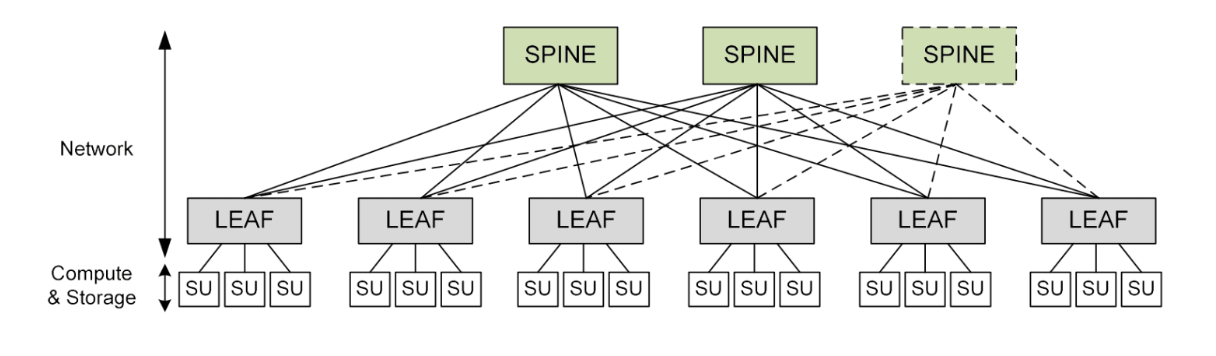 SPINE SPINE SPINE
Network
LEAF LEAF LEAF LEAF LEAF LEAF
Compute
& Storage
SU SU SU SU SU SU SU SU SU SU SU SU SU SU SU SU SU SU